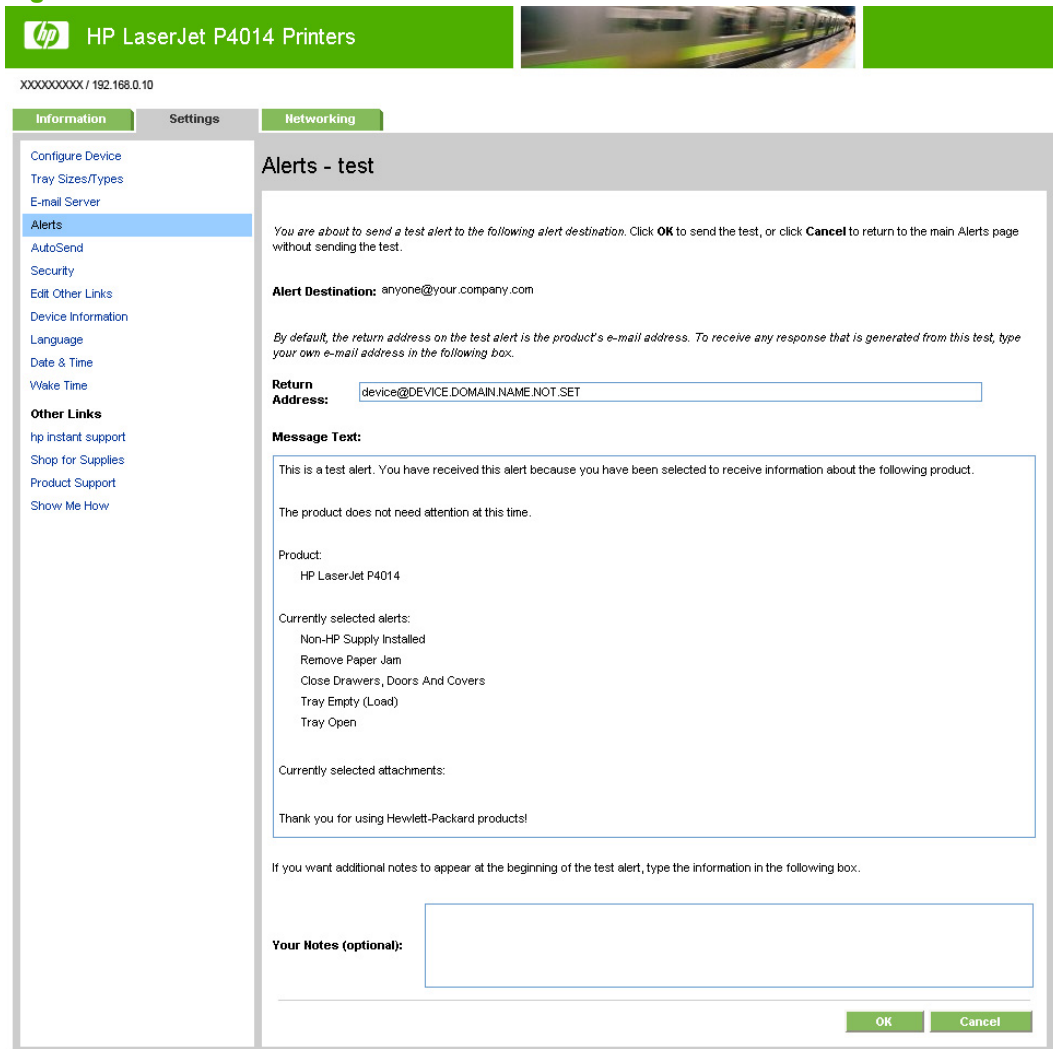 hp HP LaserJet P4014 Printers
XXXXXXXXX / 192.168.0.10
Information Settings Networking
Configure Device
Tray Sizes/Types
E-mail Server
Alerts
AutoSend
Security
Edit Other Links
Device Information
Language
Date & Time
Wake Time
Other Links
hp instant support
Shop for Supplies
Product Support
Show Me How
Alerts - test
You are about to send a test alert to the following alert destination. Click OK to send the test, or click Cancel to return to the main Alerts page
without sending the test.
Alert Destination: anyone@your.company.com
By default, the return address on the test alert is the product's e-mail address. To receive any response that is generated from this test, type
your own e-mail address in the following box.
Return
Address:
device@DEVICE.DOMAIN.NAME.NOT.SET
Message Text:
This is a test alert. You have received this alert because you have been selected to receive information about the following product.
The product does not need attention at this time.
Product:
HP LaserJet P4014
Currently selected alerts:
Non-HP Supply Installed
Remove Paper Jam
Close Drawers, Doors And Covers
Tray Empty (Load)
Tray Open
Currently selected attachments:
Thank you for using Hewlett-Packard products!
If you want additional notes to appear at the beginning of the test alert, type the information in the following box.
Your Notes (optional):
OK Cancel